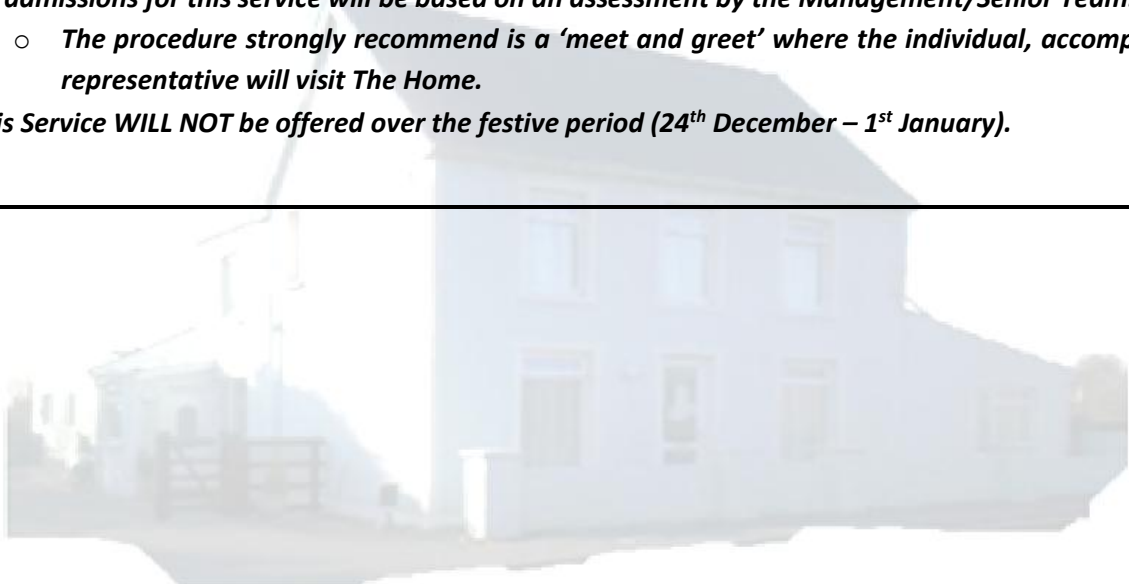 admissions for this service will be based on an assessment by the Management/Senior Team.
○ The procedure strongly recommend is a ‘meet and greet’ where the individual, accomp
representative will visit The Home.
is Service WILL NOT be offered over the festive period (24th December – 1st January).